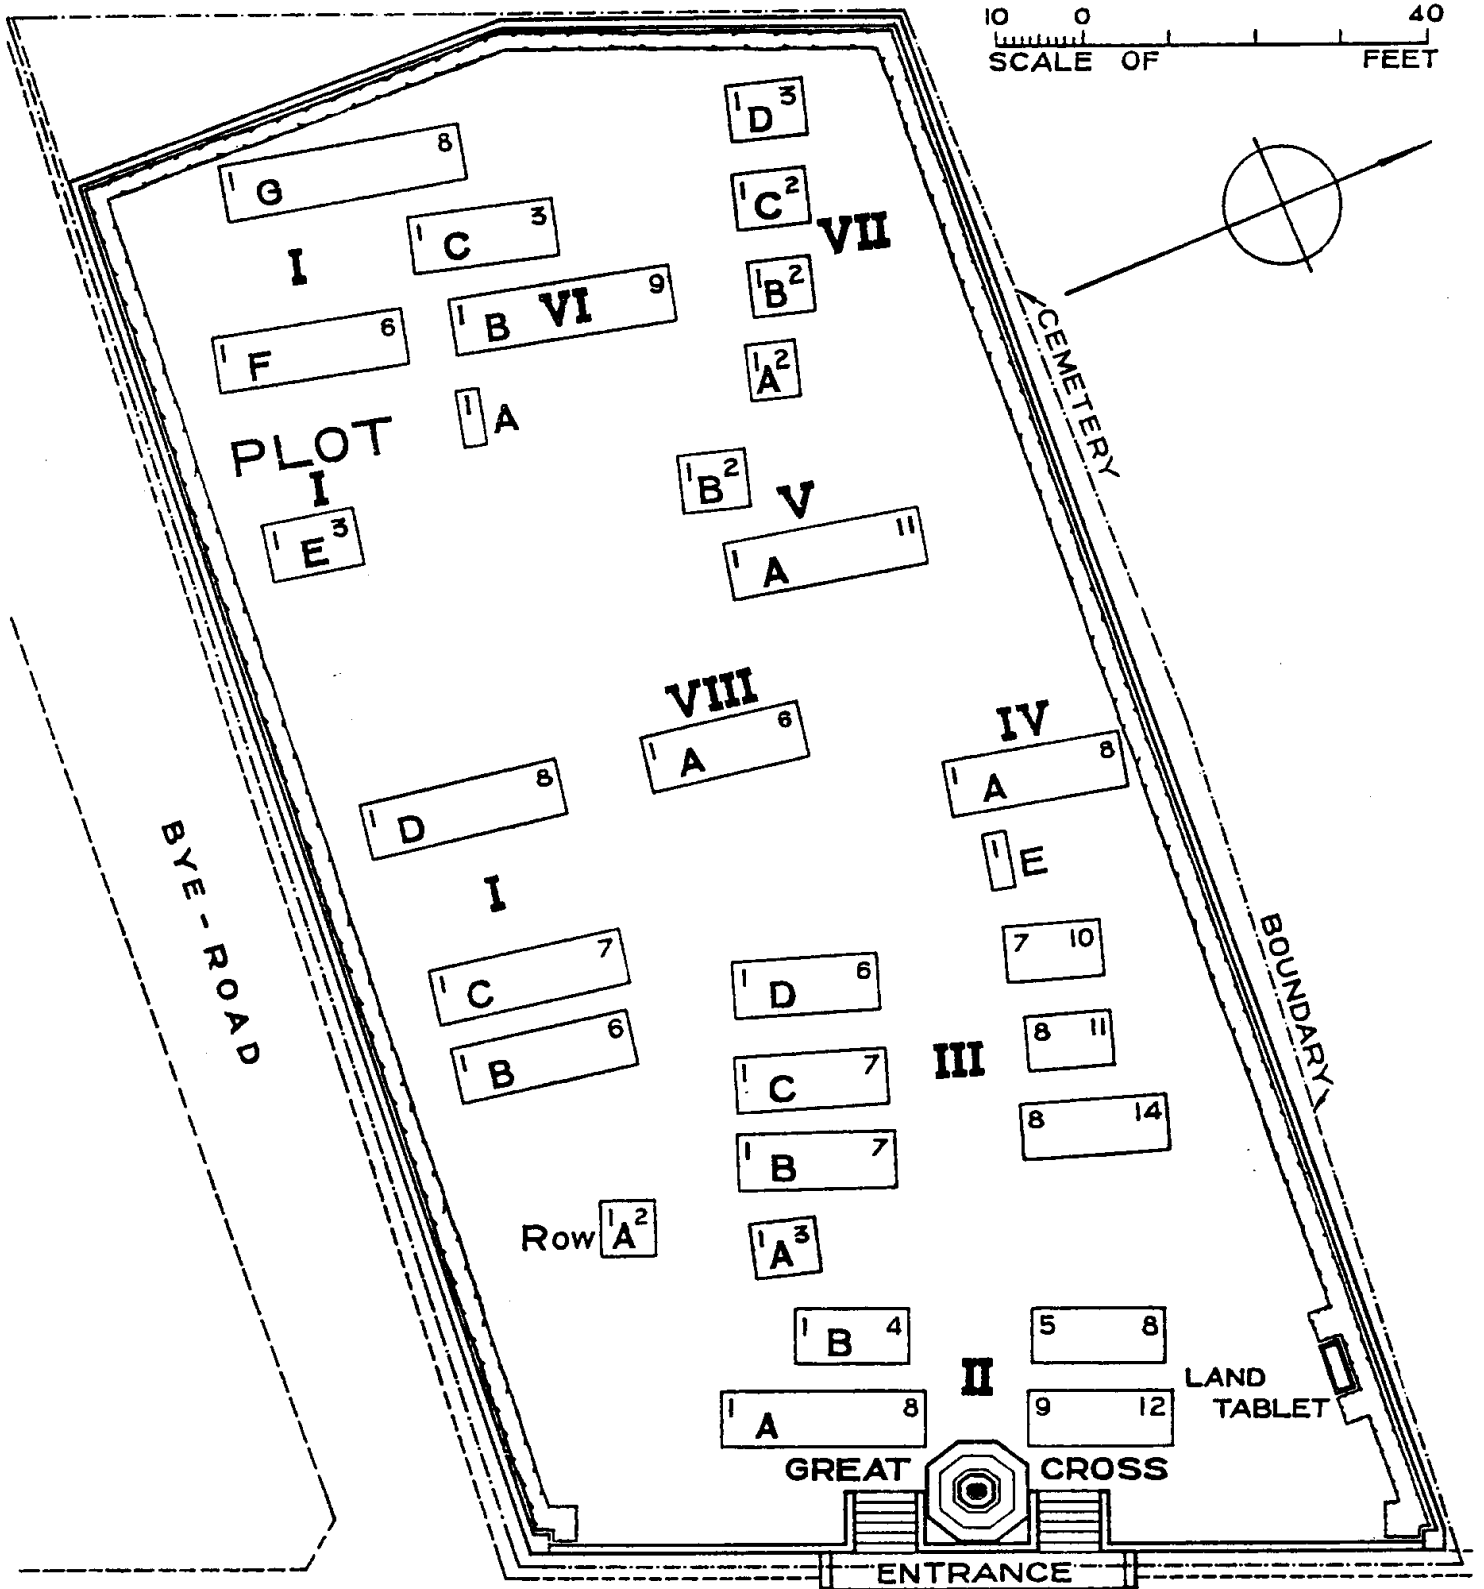 10 0 40
SCALE OF FEET
1 D 3
1 G 8
1 C 2
VII
1 C 3
I
1 B 2
1 B VI 9
1 F 6
1 A 2
CEMETERY
1 A
PLOT
I
1 B 2
V
1 E 3
1 A 11
VIII
1 A 6
IV
1 A 8
1 D 8
1 E
BYE-ROAD
I
7 10
1 C 7
1 D 6
BOUNDARY
8 11
III
1 B 6
1 C 7
8 14
1 B 7
Row 1 A 2
1 A 3
1 B 4
5 8
II
LAND
TABLET
1 A 8
9 12
GREAT CROSS
ENTRANCE